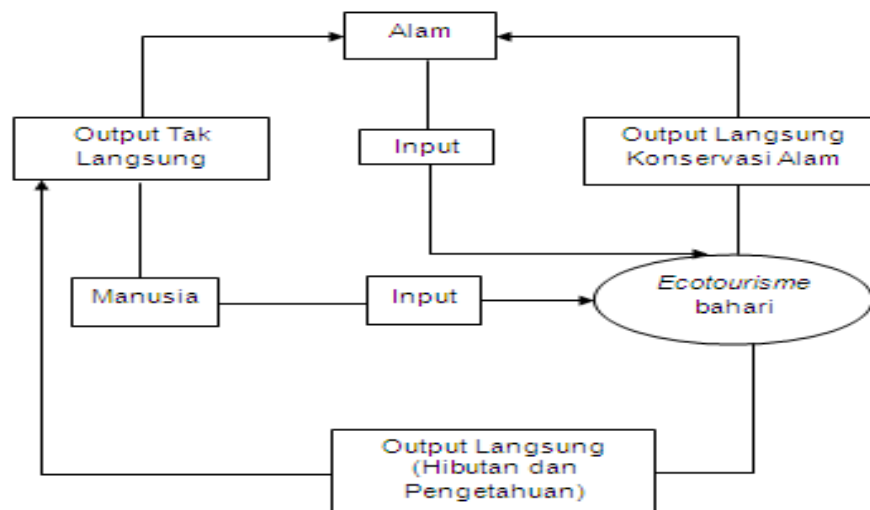 Alam
Output Tak
Langsung
Input
Output Langsung
Konservasi Alam
Manusia
Input
Ecotourisme
bahari
Output Langsung
(Hibutan dan
Pengetahuan)